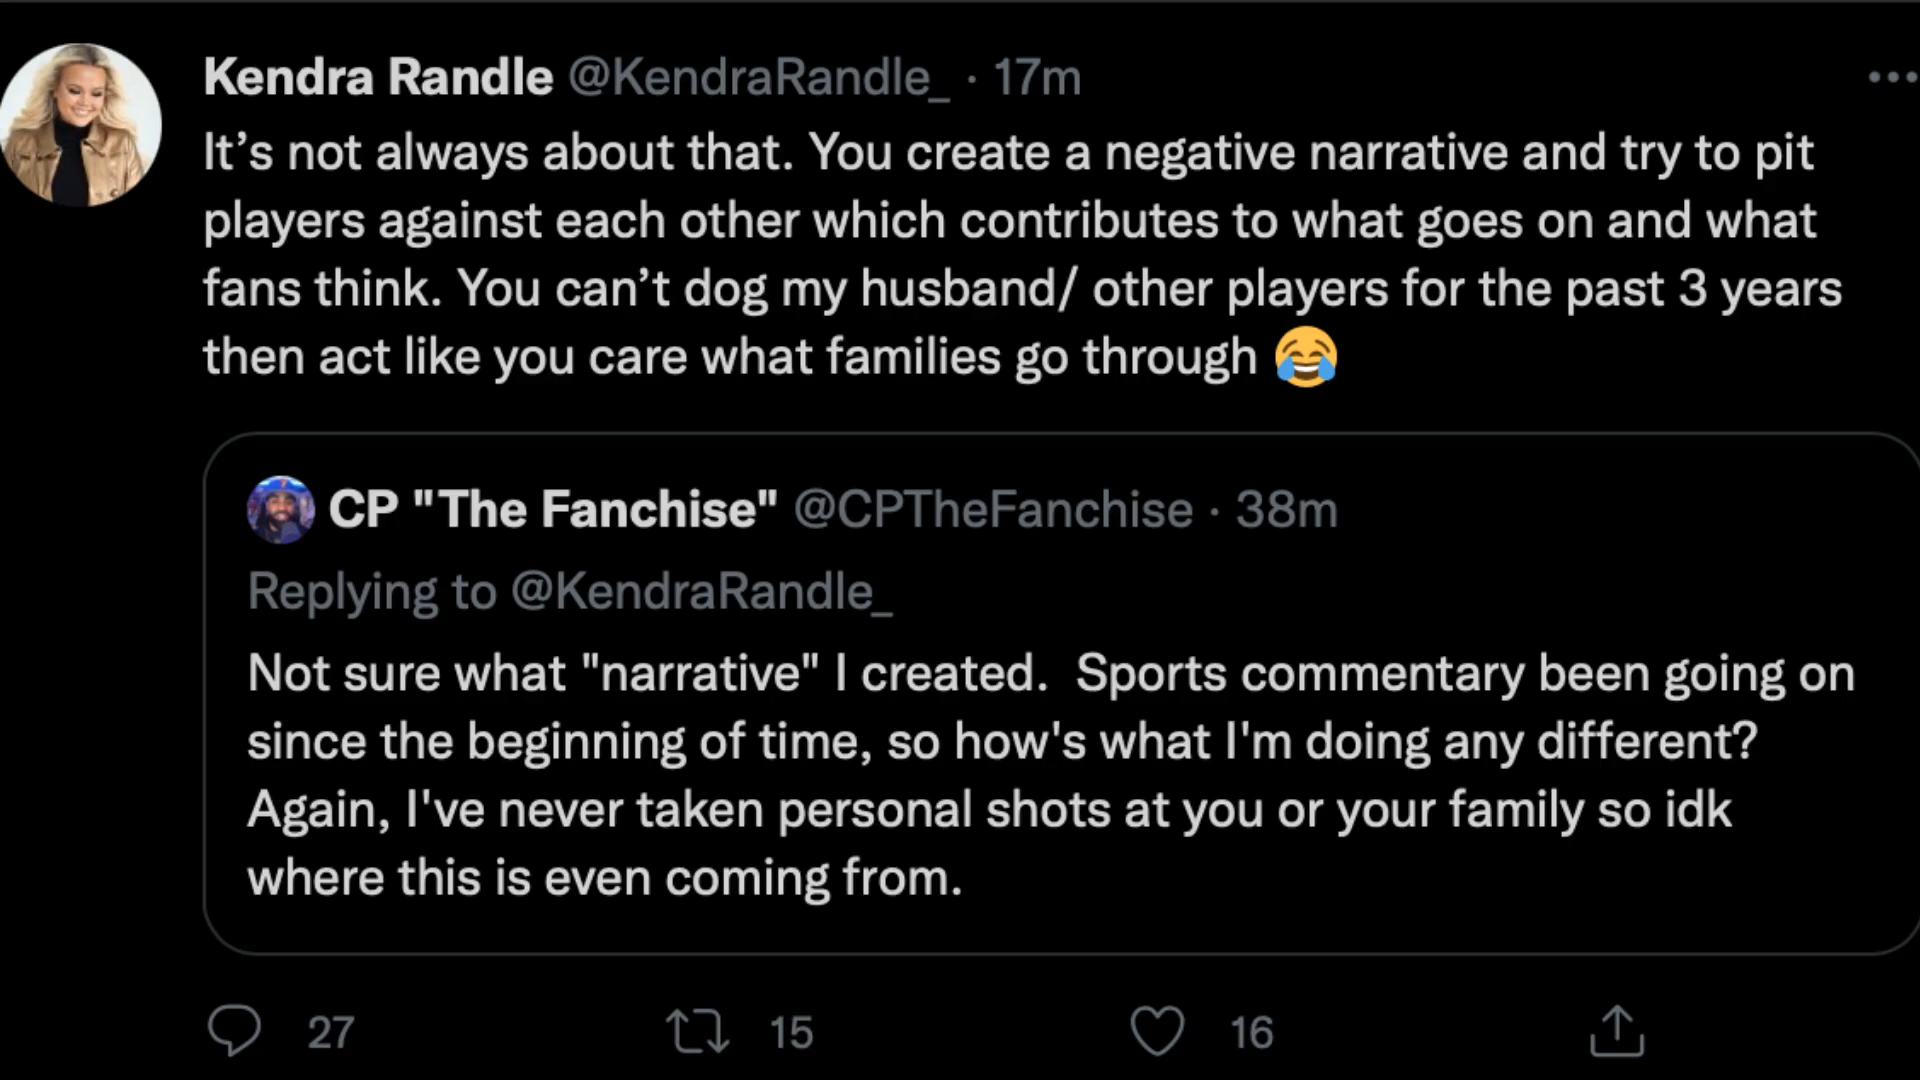 Kendra Randle @KendraRandle_ · 17m
It’s not always about that. You create a negative narrative and try to pit
players against each other which contributes to what goes on and what
fans think. You can’t dog my husband/ other players for the past 3 years
then act like you care what families go through 😂
CP "The Fanchise" @CPTheFanchise · 38m
Replying to @KendraRandle_
Not sure what "narrative" I created.  Sports commentary been going on
since the beginning of time, so how's what I'm doing any different?
Again, I've never taken personal shots at you or your family so idk
where this is even coming from.
27 15 16